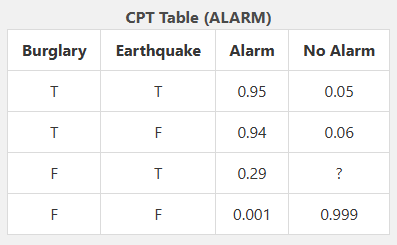 CPT Table (ALARM)
Burglary Earthquake Alarm No Alarm
T T 0.95 0.05
T F 0.94 0.06
F T 0.29 ?
F F 0.001 0.999